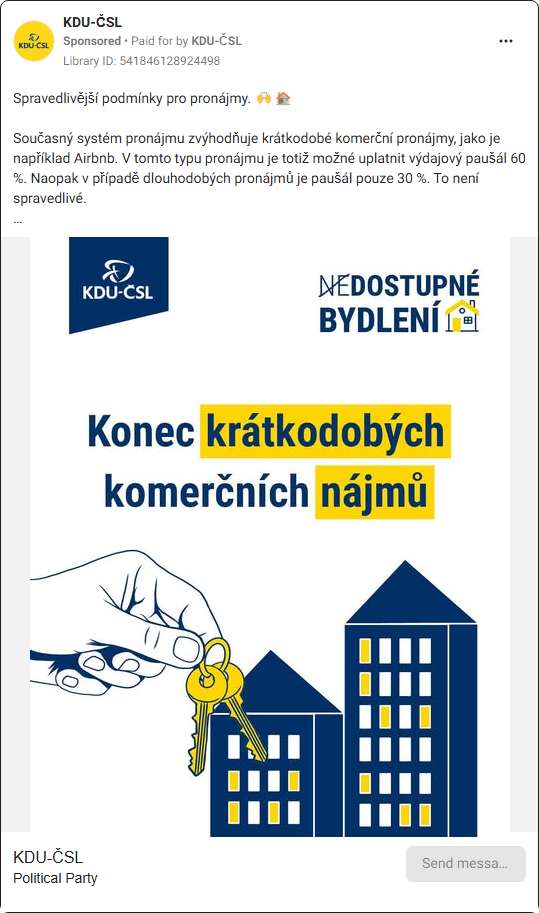 KDU-ČSL
Sponsored • Paid for by KDU-ČSL
Library ID: 541846128924498
Spravedlivější podmínky pro pronájmy. 🙌 🏠
Současný systém pronájmu zvýhodňuje krátkodobé komerční pronájmy, jako je
například Airbnb. V tomto typu pronájmu je totiž možné uplatnit výdajový paušál 60
%. Naopak v případě dlouhodobých pronájmů je paušál pouze 30 %. To není
spravedlivé.
...
KDU-ČSL
NEDOSTUPNÉ
BYDLENÍ
Konec krátkodobých
komerčních nájmů
KDU-ČSL
Political Party
Send messa...